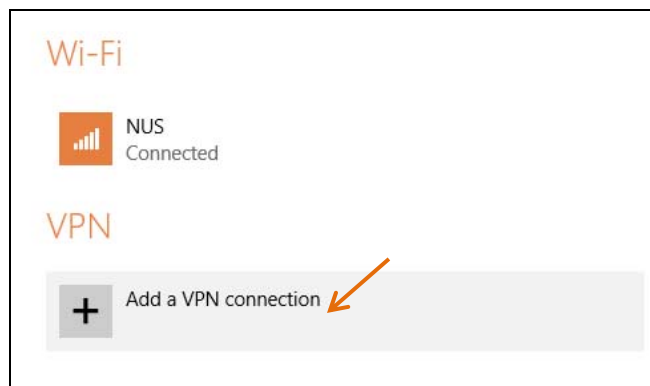 Wi-Fi
NUS
Connected
VPN
Add a VPN connection